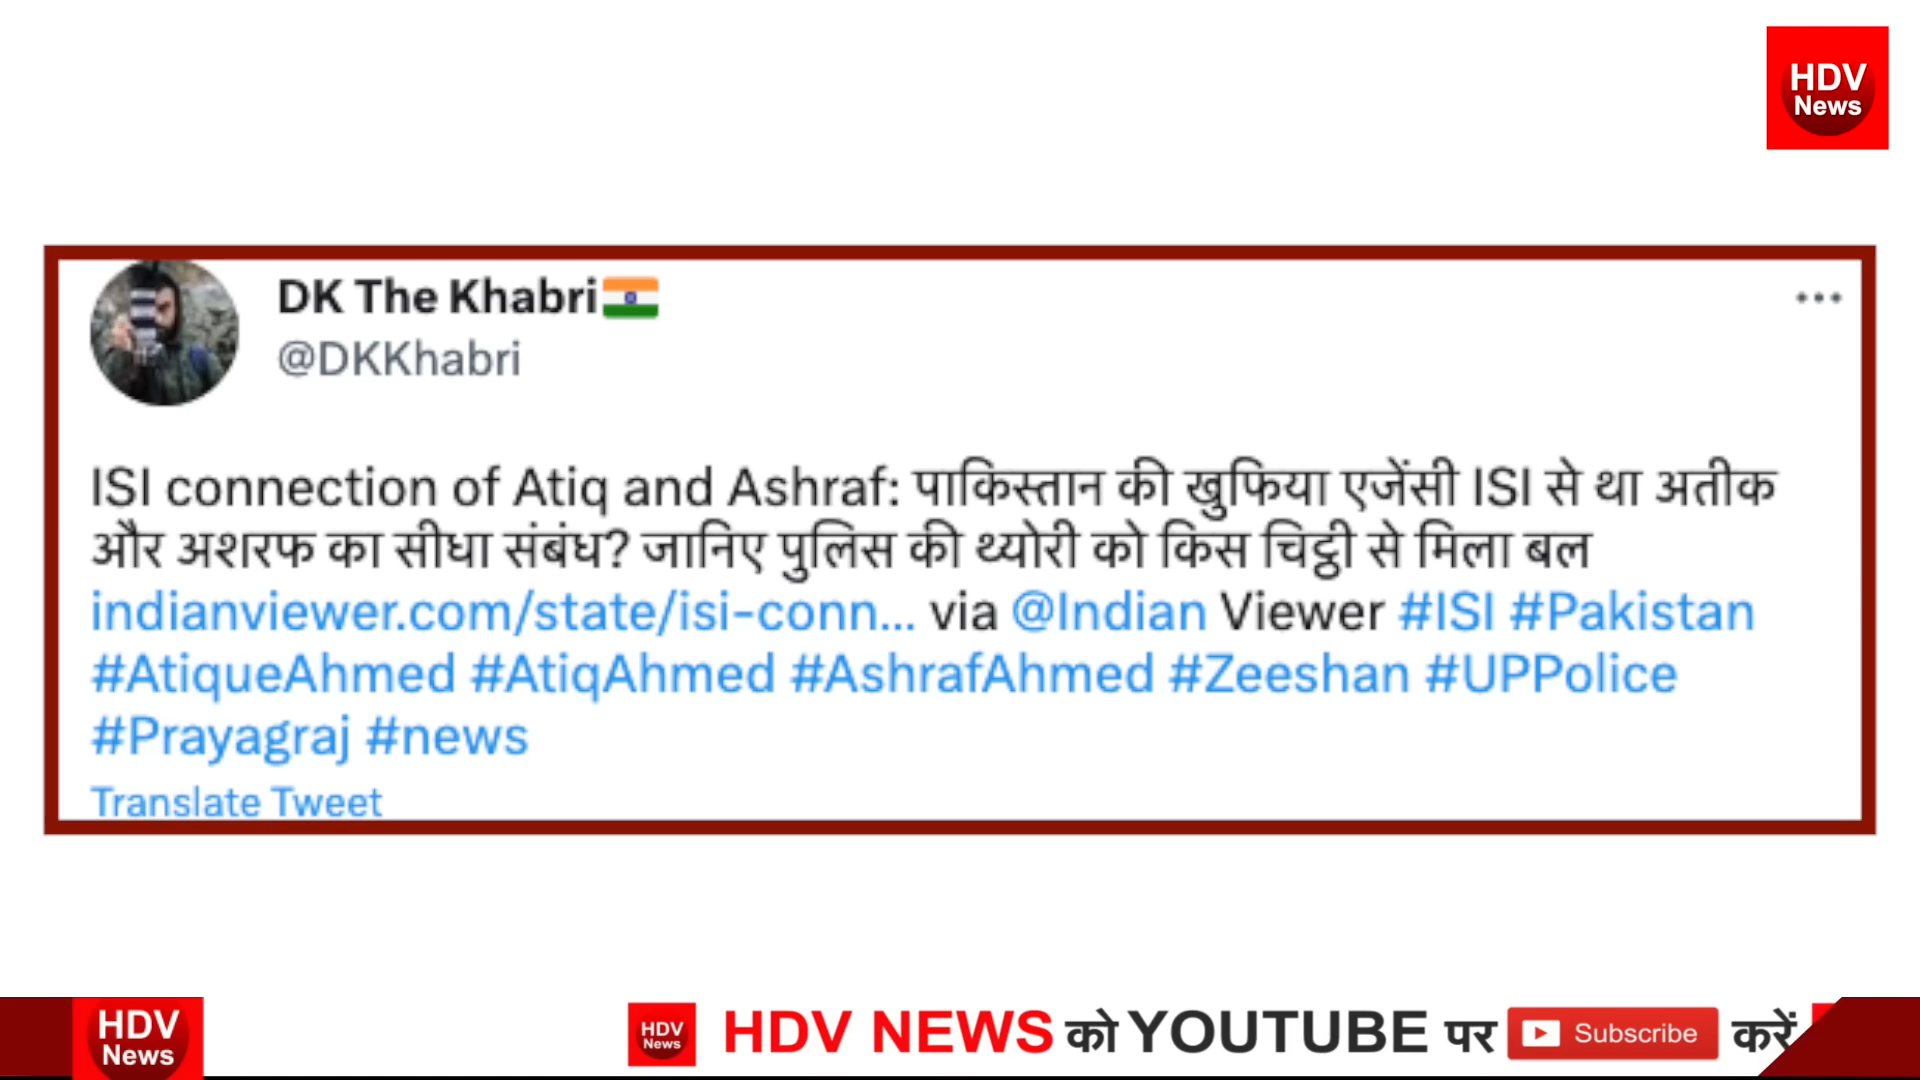 HDV
News
DK The Khabri🇮🇳
@DKKhabri
ISI connection of Atiq and Ashraf: पाकिस्तान की खुफिया एजेंसी ISI से था अतीक
और अशरफ का सीधा संबंध? जानिए पुलिस की थ्योरी को किस चिट्ठी से मिला बल
indianviewer.com/state/isi-conn... via @Indian Viewer #ISI #Pakistan
#AtiqueAhmed #AtiqAhmed #AshrafAhmed #Zeeshan #UPPolice
#Prayagraj #news
Translate Tweet
HDV
News
HDV
News
HDV NEWS को YOUTUBE पर Subscribe करें